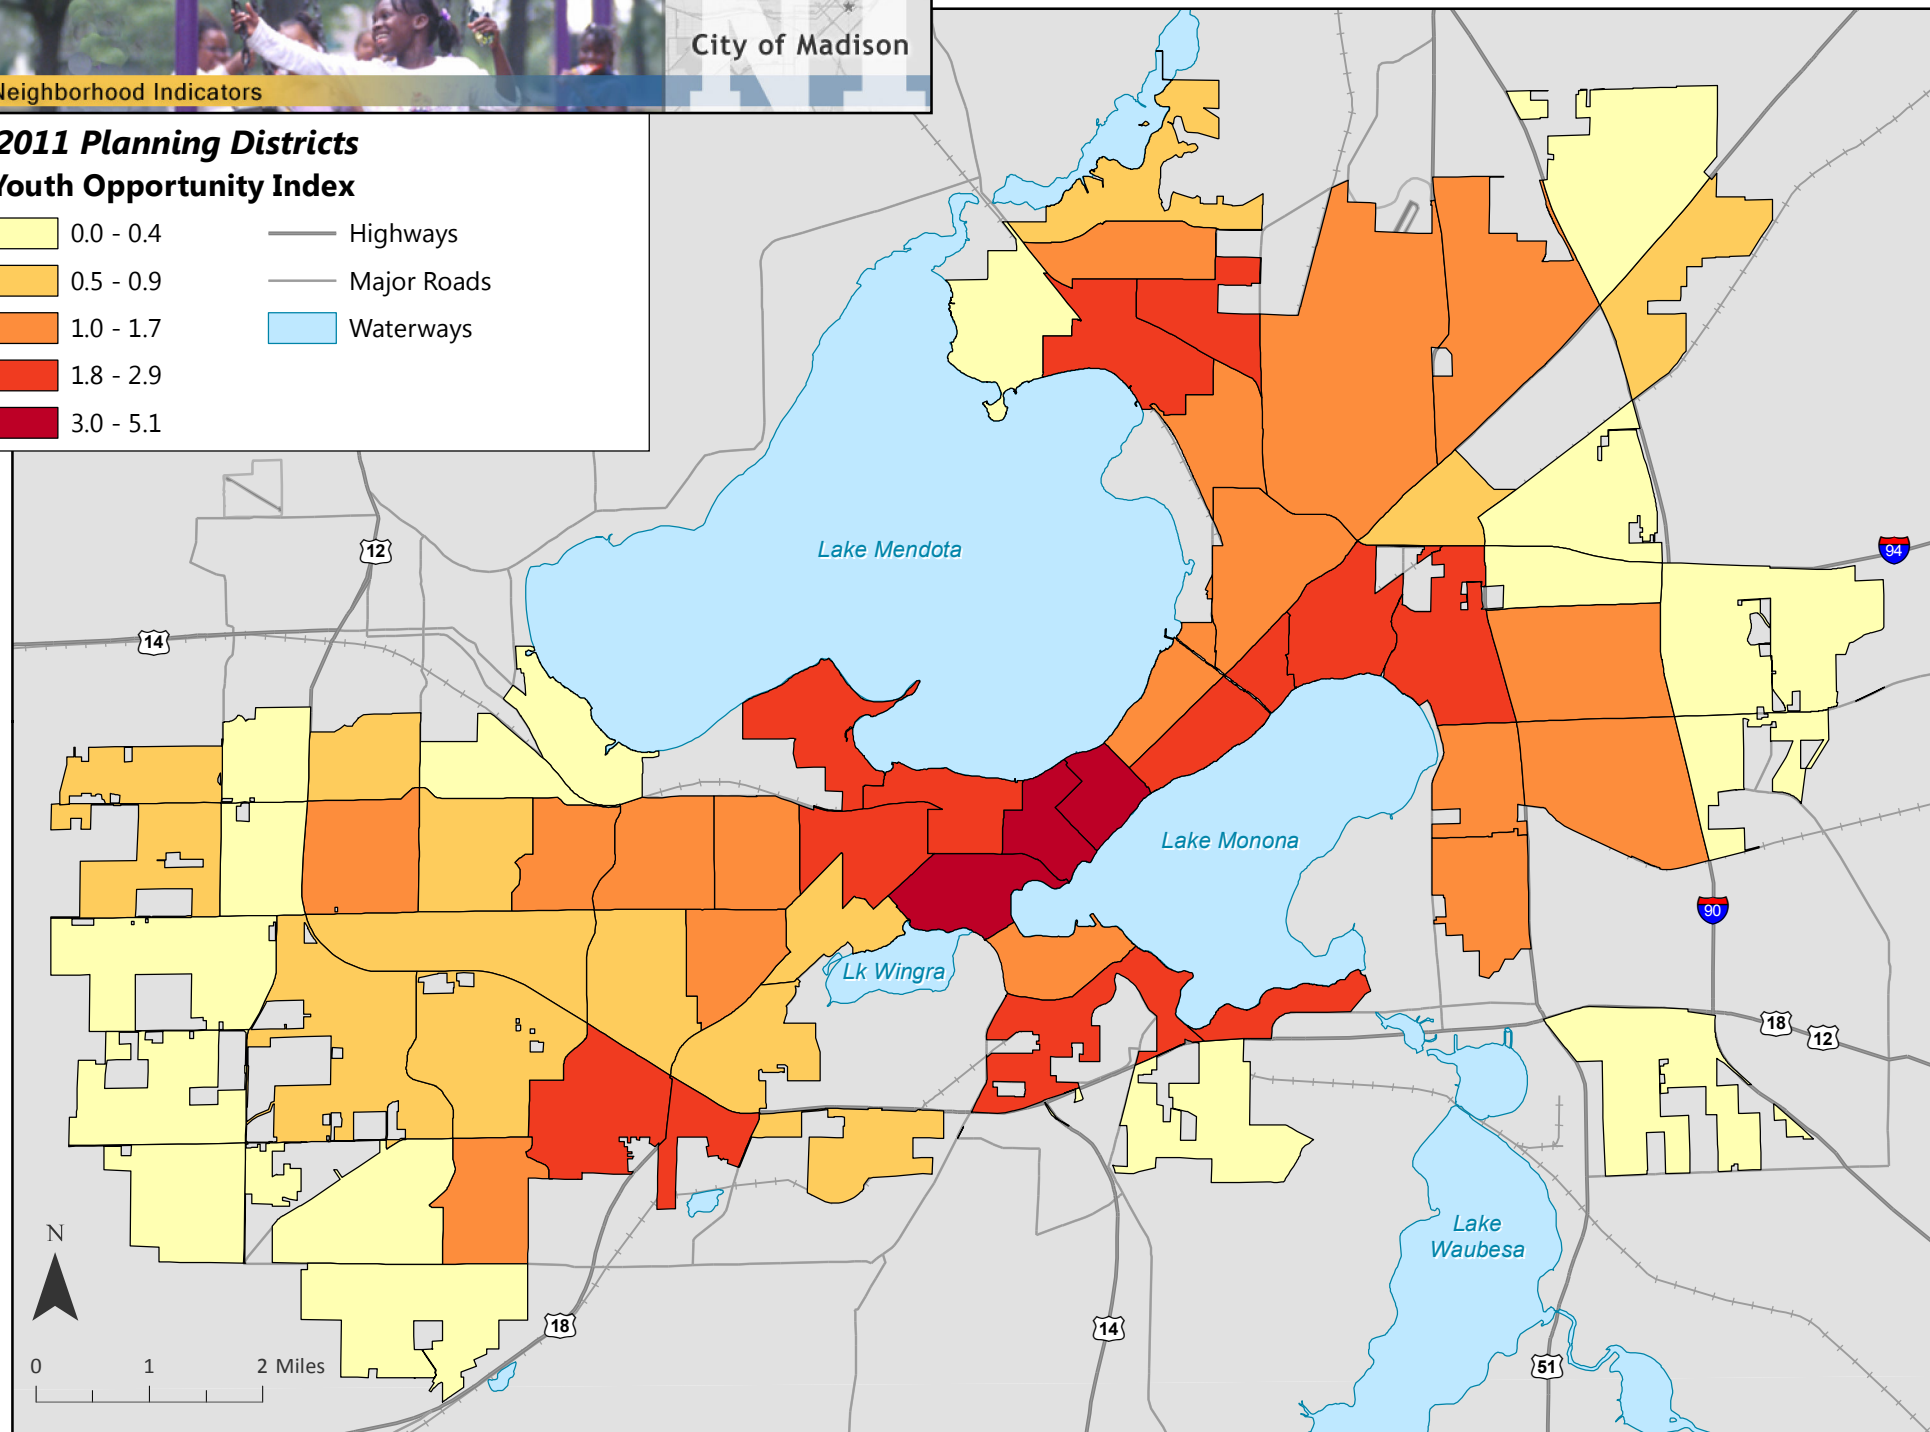 City of Madison
Neighborhood Indicators
2011 Planning Districts
Youth Opportunity Index
0.0 - 0.4
Highways
0.5 - 0.9
Major Roads
1.0 - 1.7
Waterways
1.8 - 2.9
3.0 - 5.1
Lake Mendota
12
94
14
Lake Monona
90
Lk Wingra
18
12
Lake
Waubesa
N
18
14
51
0 1 2 Miles